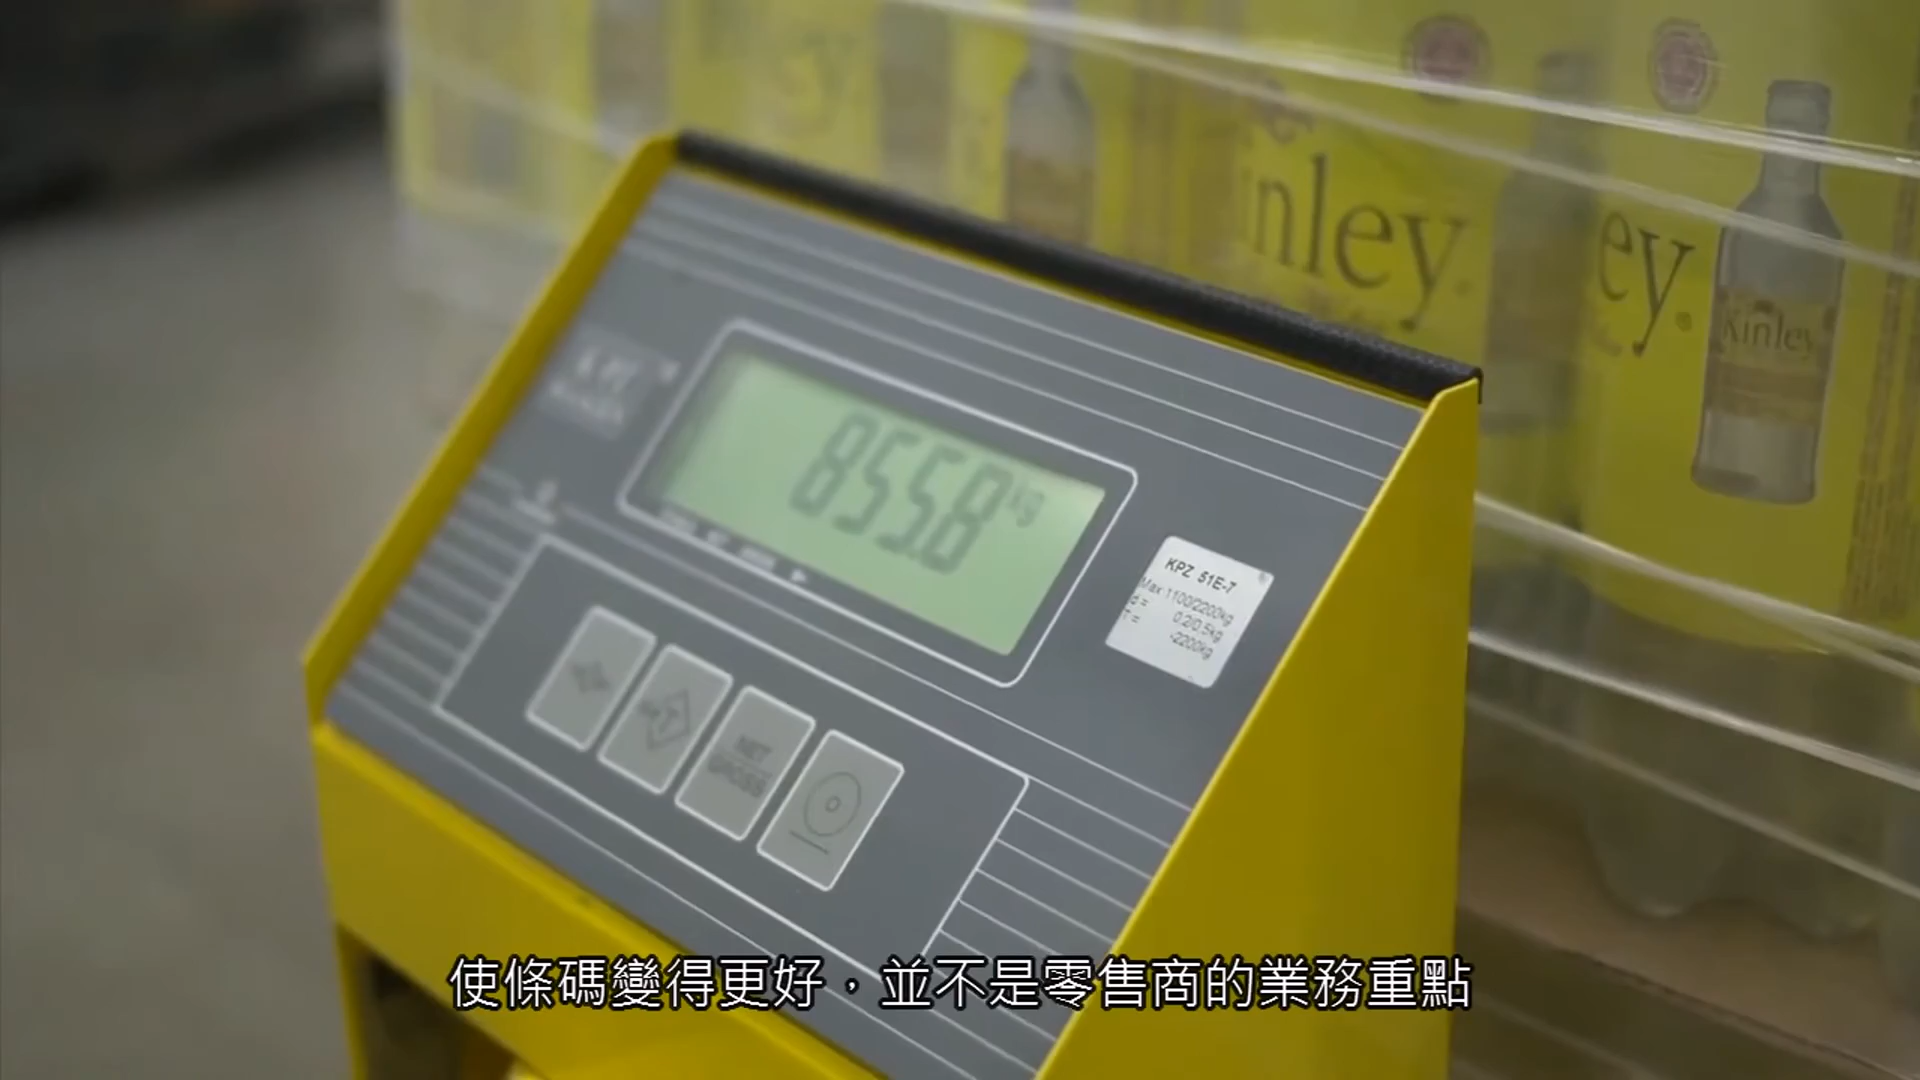 Kinley
inley
ey
Kinley
855.8 kg
KPZ 51E-7
Max 1100/2200kg
d = 0.2/0.5kg
T = -2200kg
NET
GROSS
使條碼變得更好，並不是零售商的業務重點